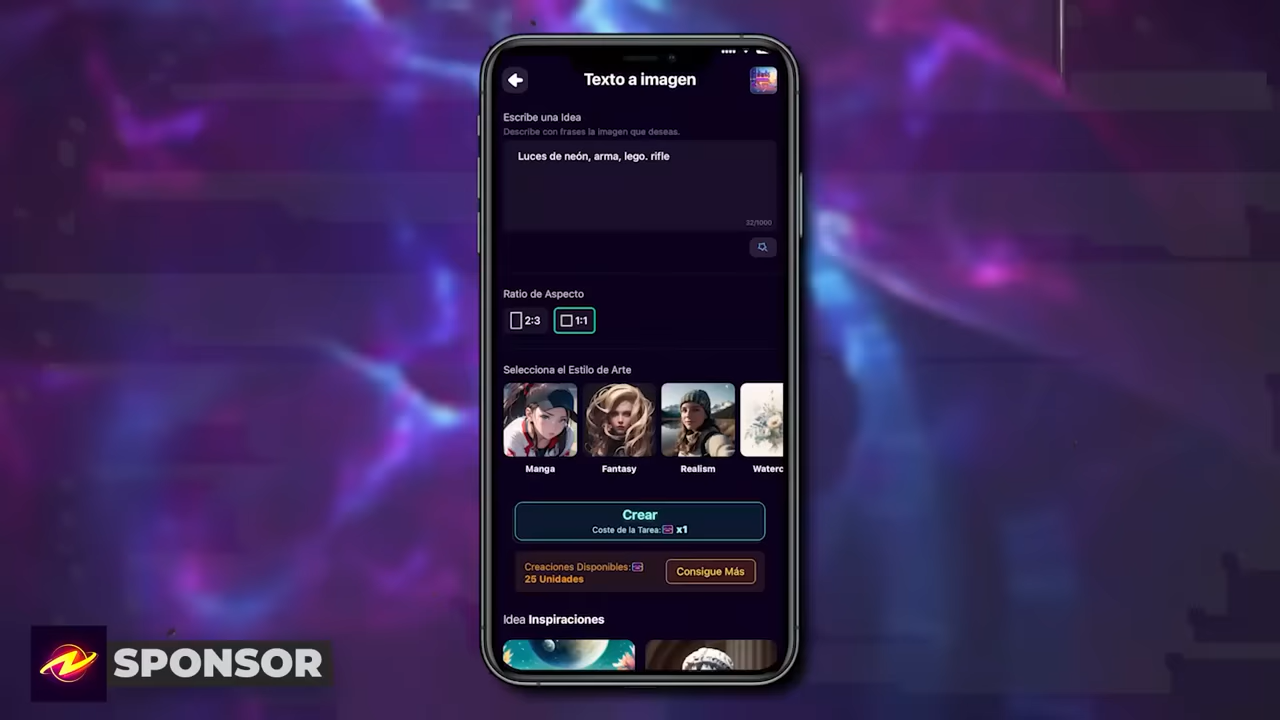 Texto a imagen
Escribe una Idea
Describe con frases la imagen que deseas.
Luces de neón, arma, lego. rifle
32/1000
Ratio de Aspecto
2:3
1:1
Selecciona el Estilo de Arte
Manga
Fantasy
Realism
Waterc
Crear
Coste de la Tarea: x1
Creaciones Disponibles:
25 Unidades
Consigue Más
Idea Inspiraciones
SPONSOR